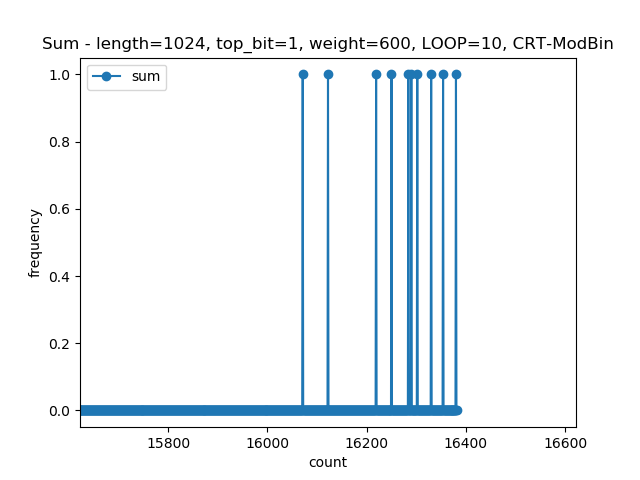 Sum - length=1024, top_bit=1, weight=600, LOOP=10, CRT-ModBin
sum
frequency
1.0
0.8
0.6
0.4
0.2
0.0
15800 16000 16200 16400 16600
count